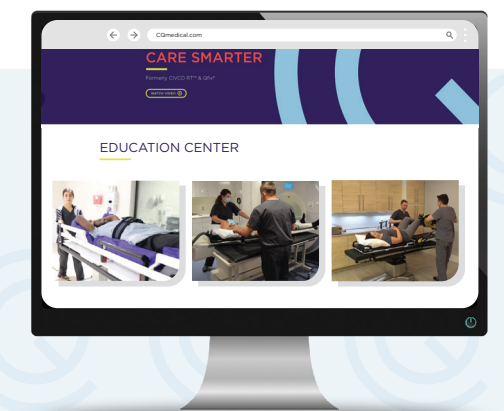 CQmedical.com
CARE SMARTER
Formerly CIVCO RT™ & Qfix®
WATCH VIDEO
EDUCATION CENTER